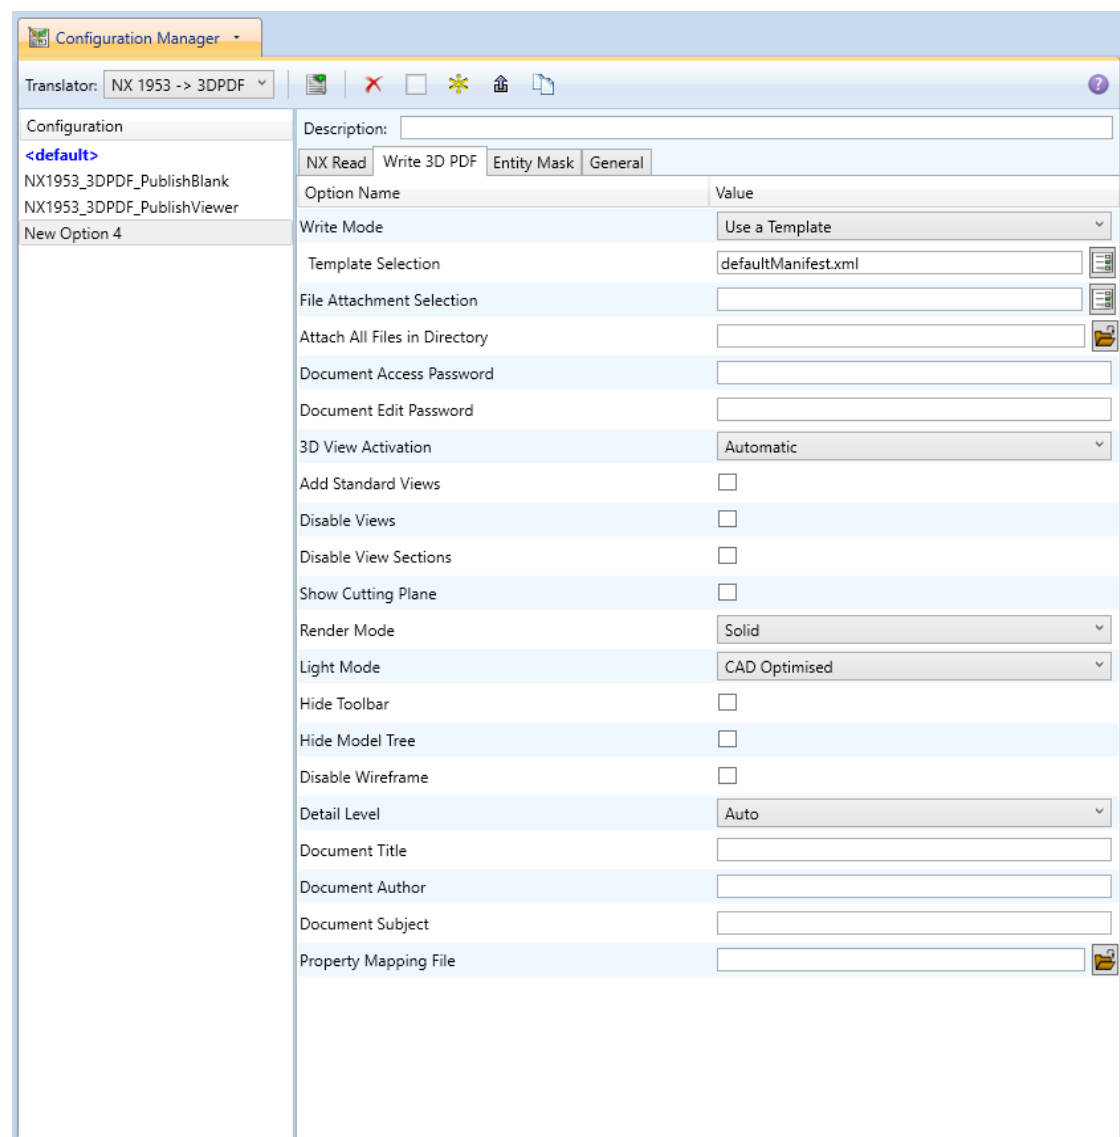 Configuration Manager
Translator: NX 1953 -> 3DPDF
?
Configuration
<default>
NX1953_3DPDF_PublishBlank
NX1953_3DPDF_PublishViewer
New Option 4
Description:
NX Read Write 3D PDF Entity Mask General
Option Name Value
Write Mode Use a Template
Template Selection defaultManifest.xml
File Attachment Selection
Attach All Files in Directory
Document Access Password
Document Edit Password
3D View Activation Automatic
Add Standard Views
Disable Views
Disable View Sections
Show Cutting Plane
Render Mode Solid
Light Mode CAD Optimised
Hide Toolbar
Hide Model Tree
Disable Wireframe
Detail Level Auto
Document Title
Document Author
Document Subject
Property Mapping File